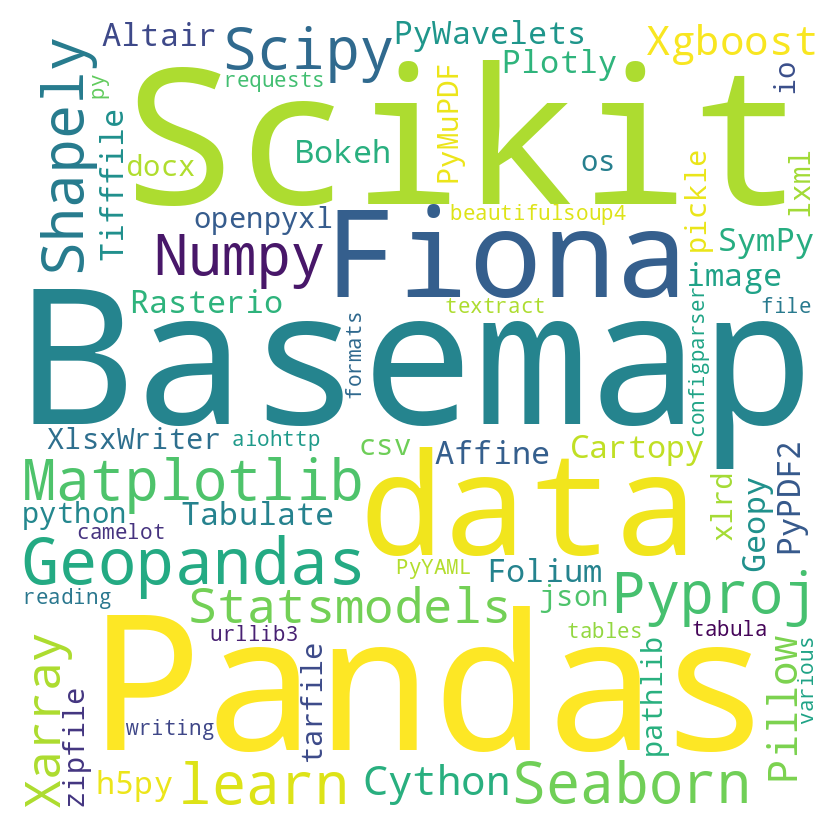 Altair
Scipy
PyWavelets
Plotly
Xgboost
io
Shapely
py
requests
Scikit
PyMuPDF
Tifffile
docx
Bokeh
os
pickle
lxml
openpyxl
beautifulsoup4
Numpy
Fiona
SymPy
image
Rasterio
textract
file
Basemap
formats
configparser
XlsxWriter
aiohttp
csv
Affine
Cartopy
Matplotlib
data
xlrd
Geopy
PyPDF2
python
Tabulate
camelot
Geopandas
PyYAML
Folium
reading
Statsmodels
json
Pyproj
urllib3
Pandas
tables
tabula
Xarray
zipfile
writing
tarfile
pathlib
Pillow
various
h5py
learn
Cython
Seaborn